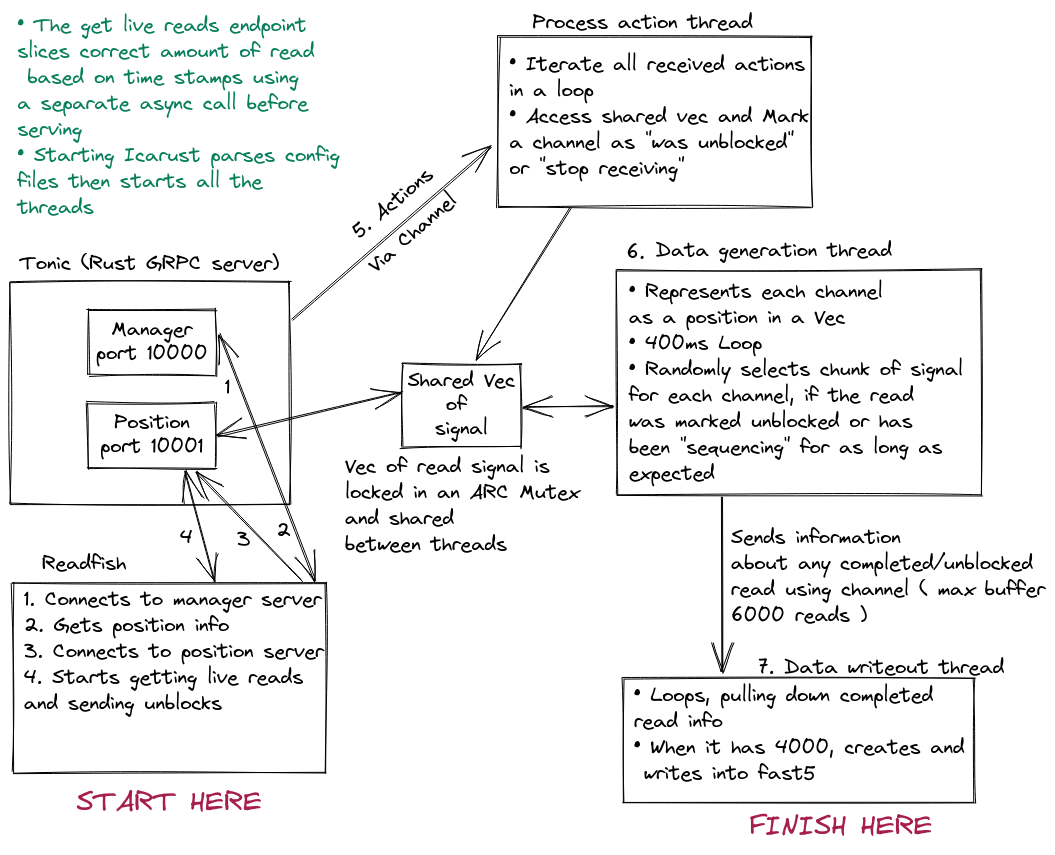 • The get live reads endpoint
slices correct amount of read
based on time stamps using
a separate async call before
serving
• Starting Icarust parses config
files then starts all the
threads
Process action thread
• Iterate all received actions
in a loop
• Access shared vec and Mark
a channel as "was unblocked"
or "stop receiving"
5. Actions
Via Channel
Tonic (Rust GRPC server)
Manager
port 10000
Position
port 10001
1
Shared Vec
of
signal
Vec of read signal is
locked in an ARC Mutex
and shared
between threads
6. Data generation thread
• Represents each channel
as a position in a Vec
• 400ms Loop
• Randomly selects chunk of signal
for each channel, if the read
was marked unblocked or has
been "sequencing" for as long as
expected
4
3
2
Readfish
1. Connects to manager server
2. Gets position info
3. Connects to position server
4. Starts getting live reads
and sending unblocks
START HERE
Sends information
about any completed/unblocked
read using channel ( max buffer
6000 reads )
7. Data writeout thread
• Loops, pulling down completed
read info
• When it has 4000, creates and
writes into fast5
FINISH HERE